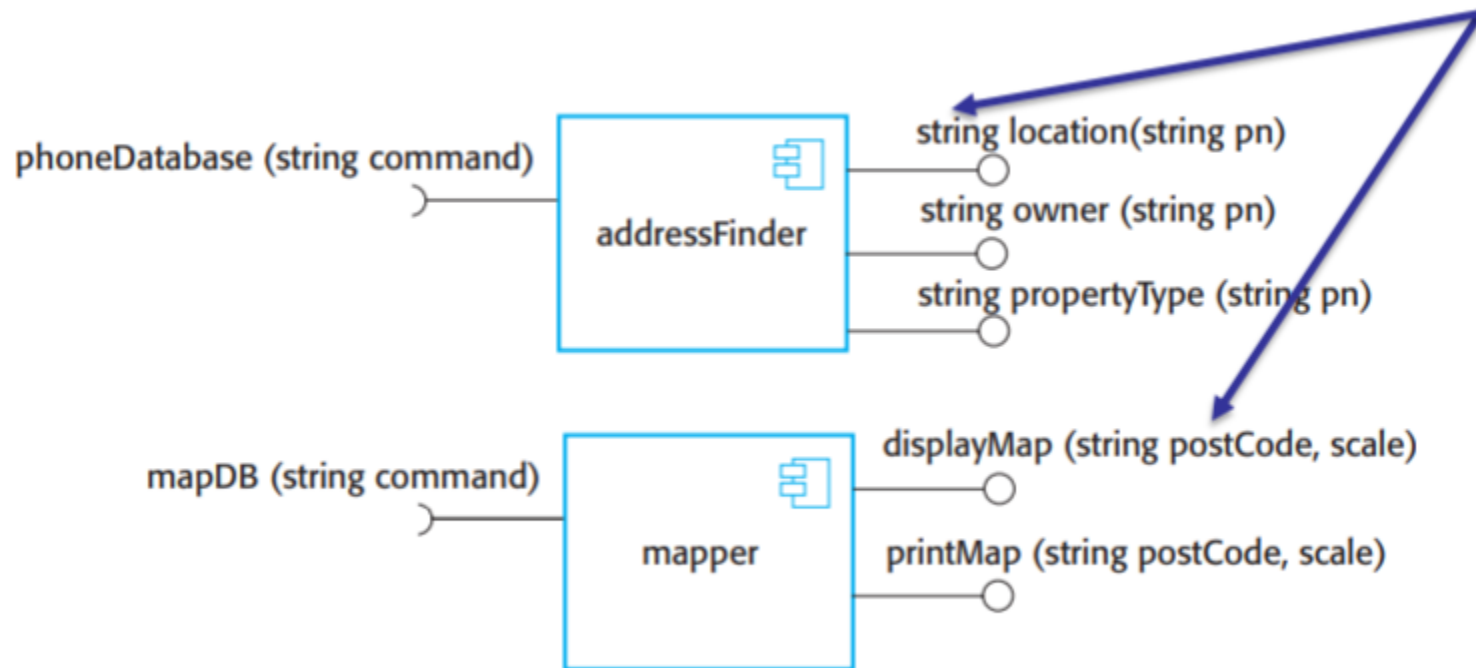 phoneDatabase (string command)
addressFinder
string location(string pn)
string owner (string pn)
string propertyType (string pn)
mapDB (string command)
mapper
displayMap (string postCode, scale)
printMap (string postCode, scale)